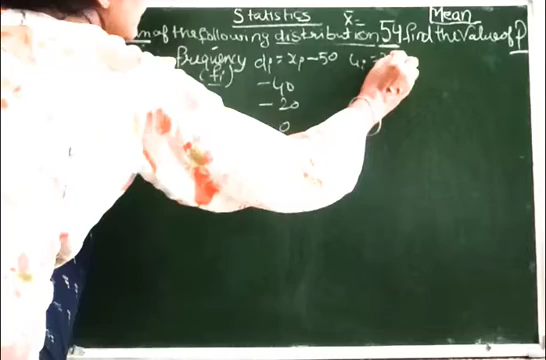 Statistics x̄ = Mean
of the following distribution 54 find the value of P
Frequency di = xi - 50 ui =
(fi)
- 40
- 20
0